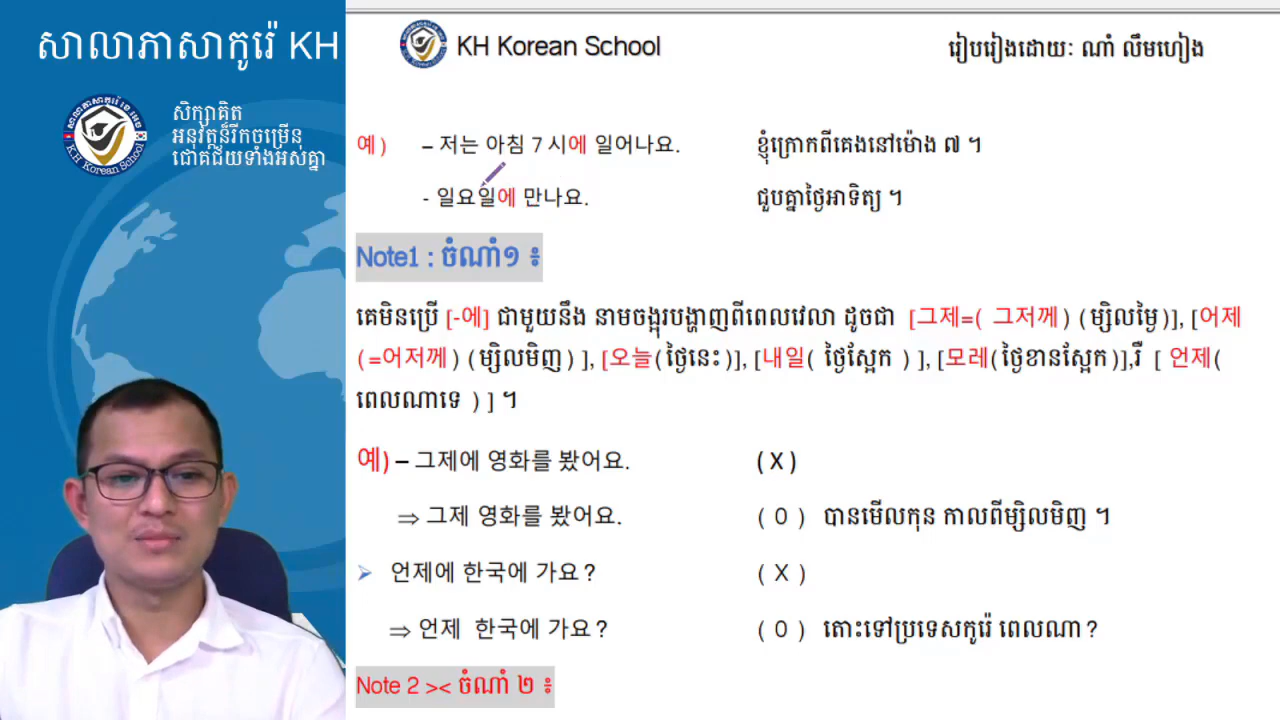 សាលាភាសាកូរ៉េ KH
សិក្សាគិត
អនុវត្តន៍រីកចម្រើន
ជោគជ័យទាំងអស់គ្នា
KH Korean School
រៀបរៀងដោយៈ ណាំ លឹមហៀង
예) – 저는 아침 7 시에 일어나요. ខ្ញុំក្រោកពីគេងនៅម៉ោង ៧ ។
- 일요일에 만나요. ជួបគ្នាថ្ងៃអាទិត្យ ។
Note1 : ចំណាំ១ ៖
គេមិនប្រើ [-에] ជាមួយនឹង នាមចង្អុរបង្ហាញពីពេលវេលា ដូចជា [그제=( 그저께) (ម្សិលម្ងៃ)], [어제
(=어저께) (ម្សិលមិញ) ], [오늘(ថ្ងៃនេះ)], [내일( ថ្ងៃស្អែក ) ], [모레(ថ្ងៃខានស្អែក)],រឺ [ 언제(
ពេលណាទេ ) ] ។
예) – 그제에 영화를 봤어요. ( X )
⇒ 그제 영화를 봤어요. ( O ) បានមើលកុន កាលពីម្សិលមិញ ។
➢ 언제에 한국에 가요? ( X )
⇒ 언제 한국에 가요? ( O ) តោះទៅប្រទេសកូរ៉េ ពេលណា?
Note 2 >< ចំណាំ ២ ៖